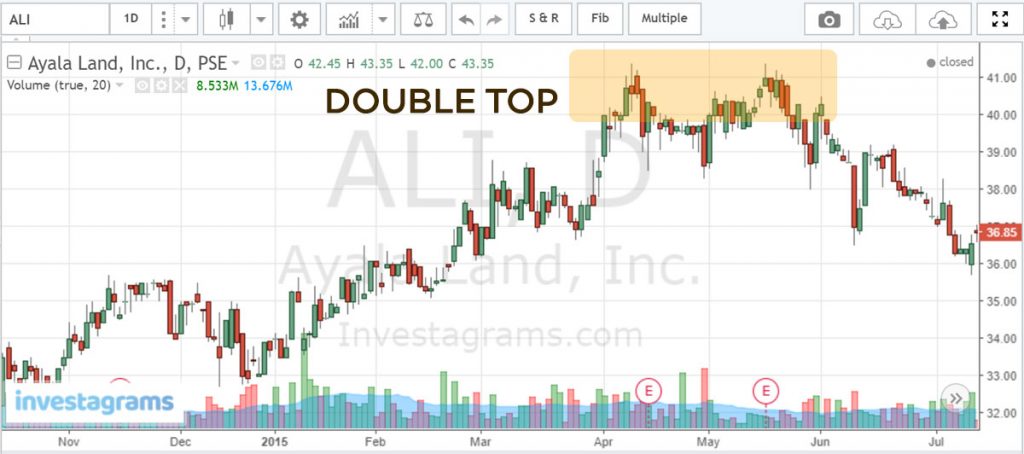 ALI 1D S & R Fib Multiple
Ayala Land, Inc., D, PSE O 42.45 H 43.35 L 42.00 C 43.35
closed
Volume (true, 20) 8.533M 13.676M
DOUBLE TOP
ALI, D
Ayala Land, Inc.
Investagrams.com
41.00
40.00
39.00
38.00
36.85
36.00
35.00
34.00
33.00
32.00
E E
investagrams
Nov Dec 2015 Feb Mar Apr May Jun Jul